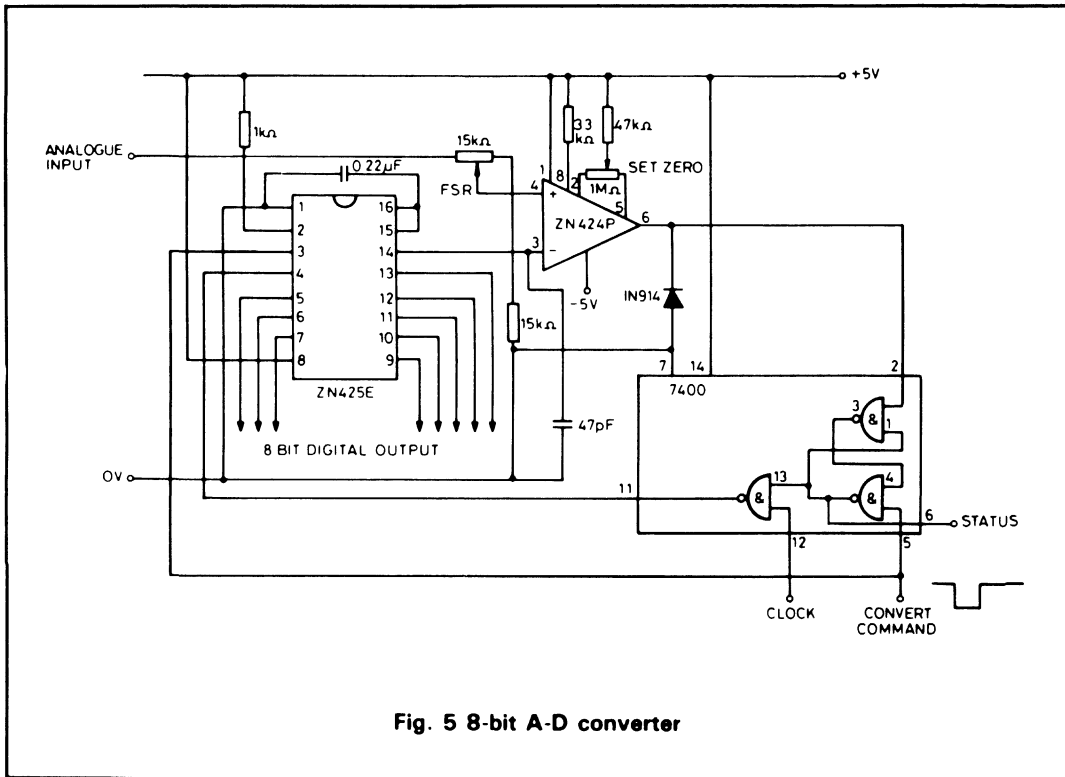 +5V
1kΩ
33
kΩ
47kΩ
15kΩ
ANALOGUE
INPUT
0.22µF
SET ZERO
1MΩ
FSR
1
8
2
4
+
5
6
ZN424P
3
−
-5V
1
2
3
4
5
6
7
8
16
15
14
13
12
11
10
9
ZN425E
IN914
15kΩ
7
14
2
7400
3
&
1
47pF
8 BIT DIGITAL OUTPUT
0V
11
&
13
4
&
6
STATUS
12
5
CLOCK
CONVERT
COMMAND
Fig. 5 8-bit A-D converter